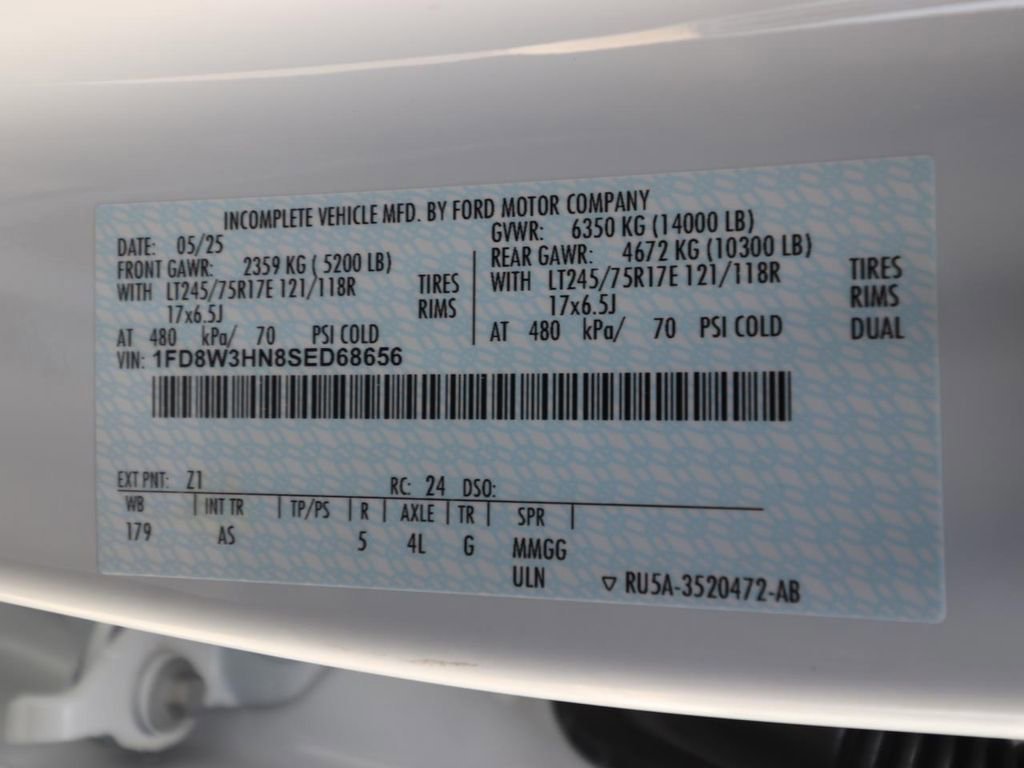 INCOMPLETE VEHICLE MFD. BY FORD MOTOR COMPANY
DATE: 05/25 GVWR: 6350 KG (14000 LB)
FRONT GAWR: 2359 KG ( 5200 LB) REAR GAWR: 4672 KG (10300 LB)
WITH LT245/75R17E 121/118R TIRES WITH LT245/75R17E 121/118R TIRES
17x6.5J RIMS 17x6.5J RIMS
AT 480 kPa/ 70 PSI COLD AT 480 kPa/ 70 PSI COLD DUAL
VIN: 1FD8W3HN8SED68656
EXT PNT: Z1 RC: 24 DSO:
WB INT TR TP/PS R AXLE TR SPR
179 AS 5 4L G MMGG
ULN ▽ RU5A-3520472-AB